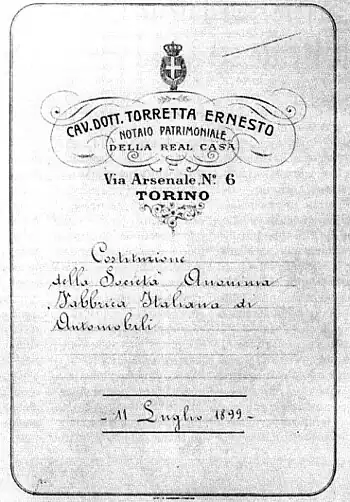 CAV. DOTT. TORRETTA ERNESTO
NOTAIO PATRIMONIALE
DELLA REAL CASA
Via Arsenale, Nº 6
TORINO
Costituzione
della Società Anonima
Fabbrica Italiana di
Automobili
- 11 Luglio 1899 -